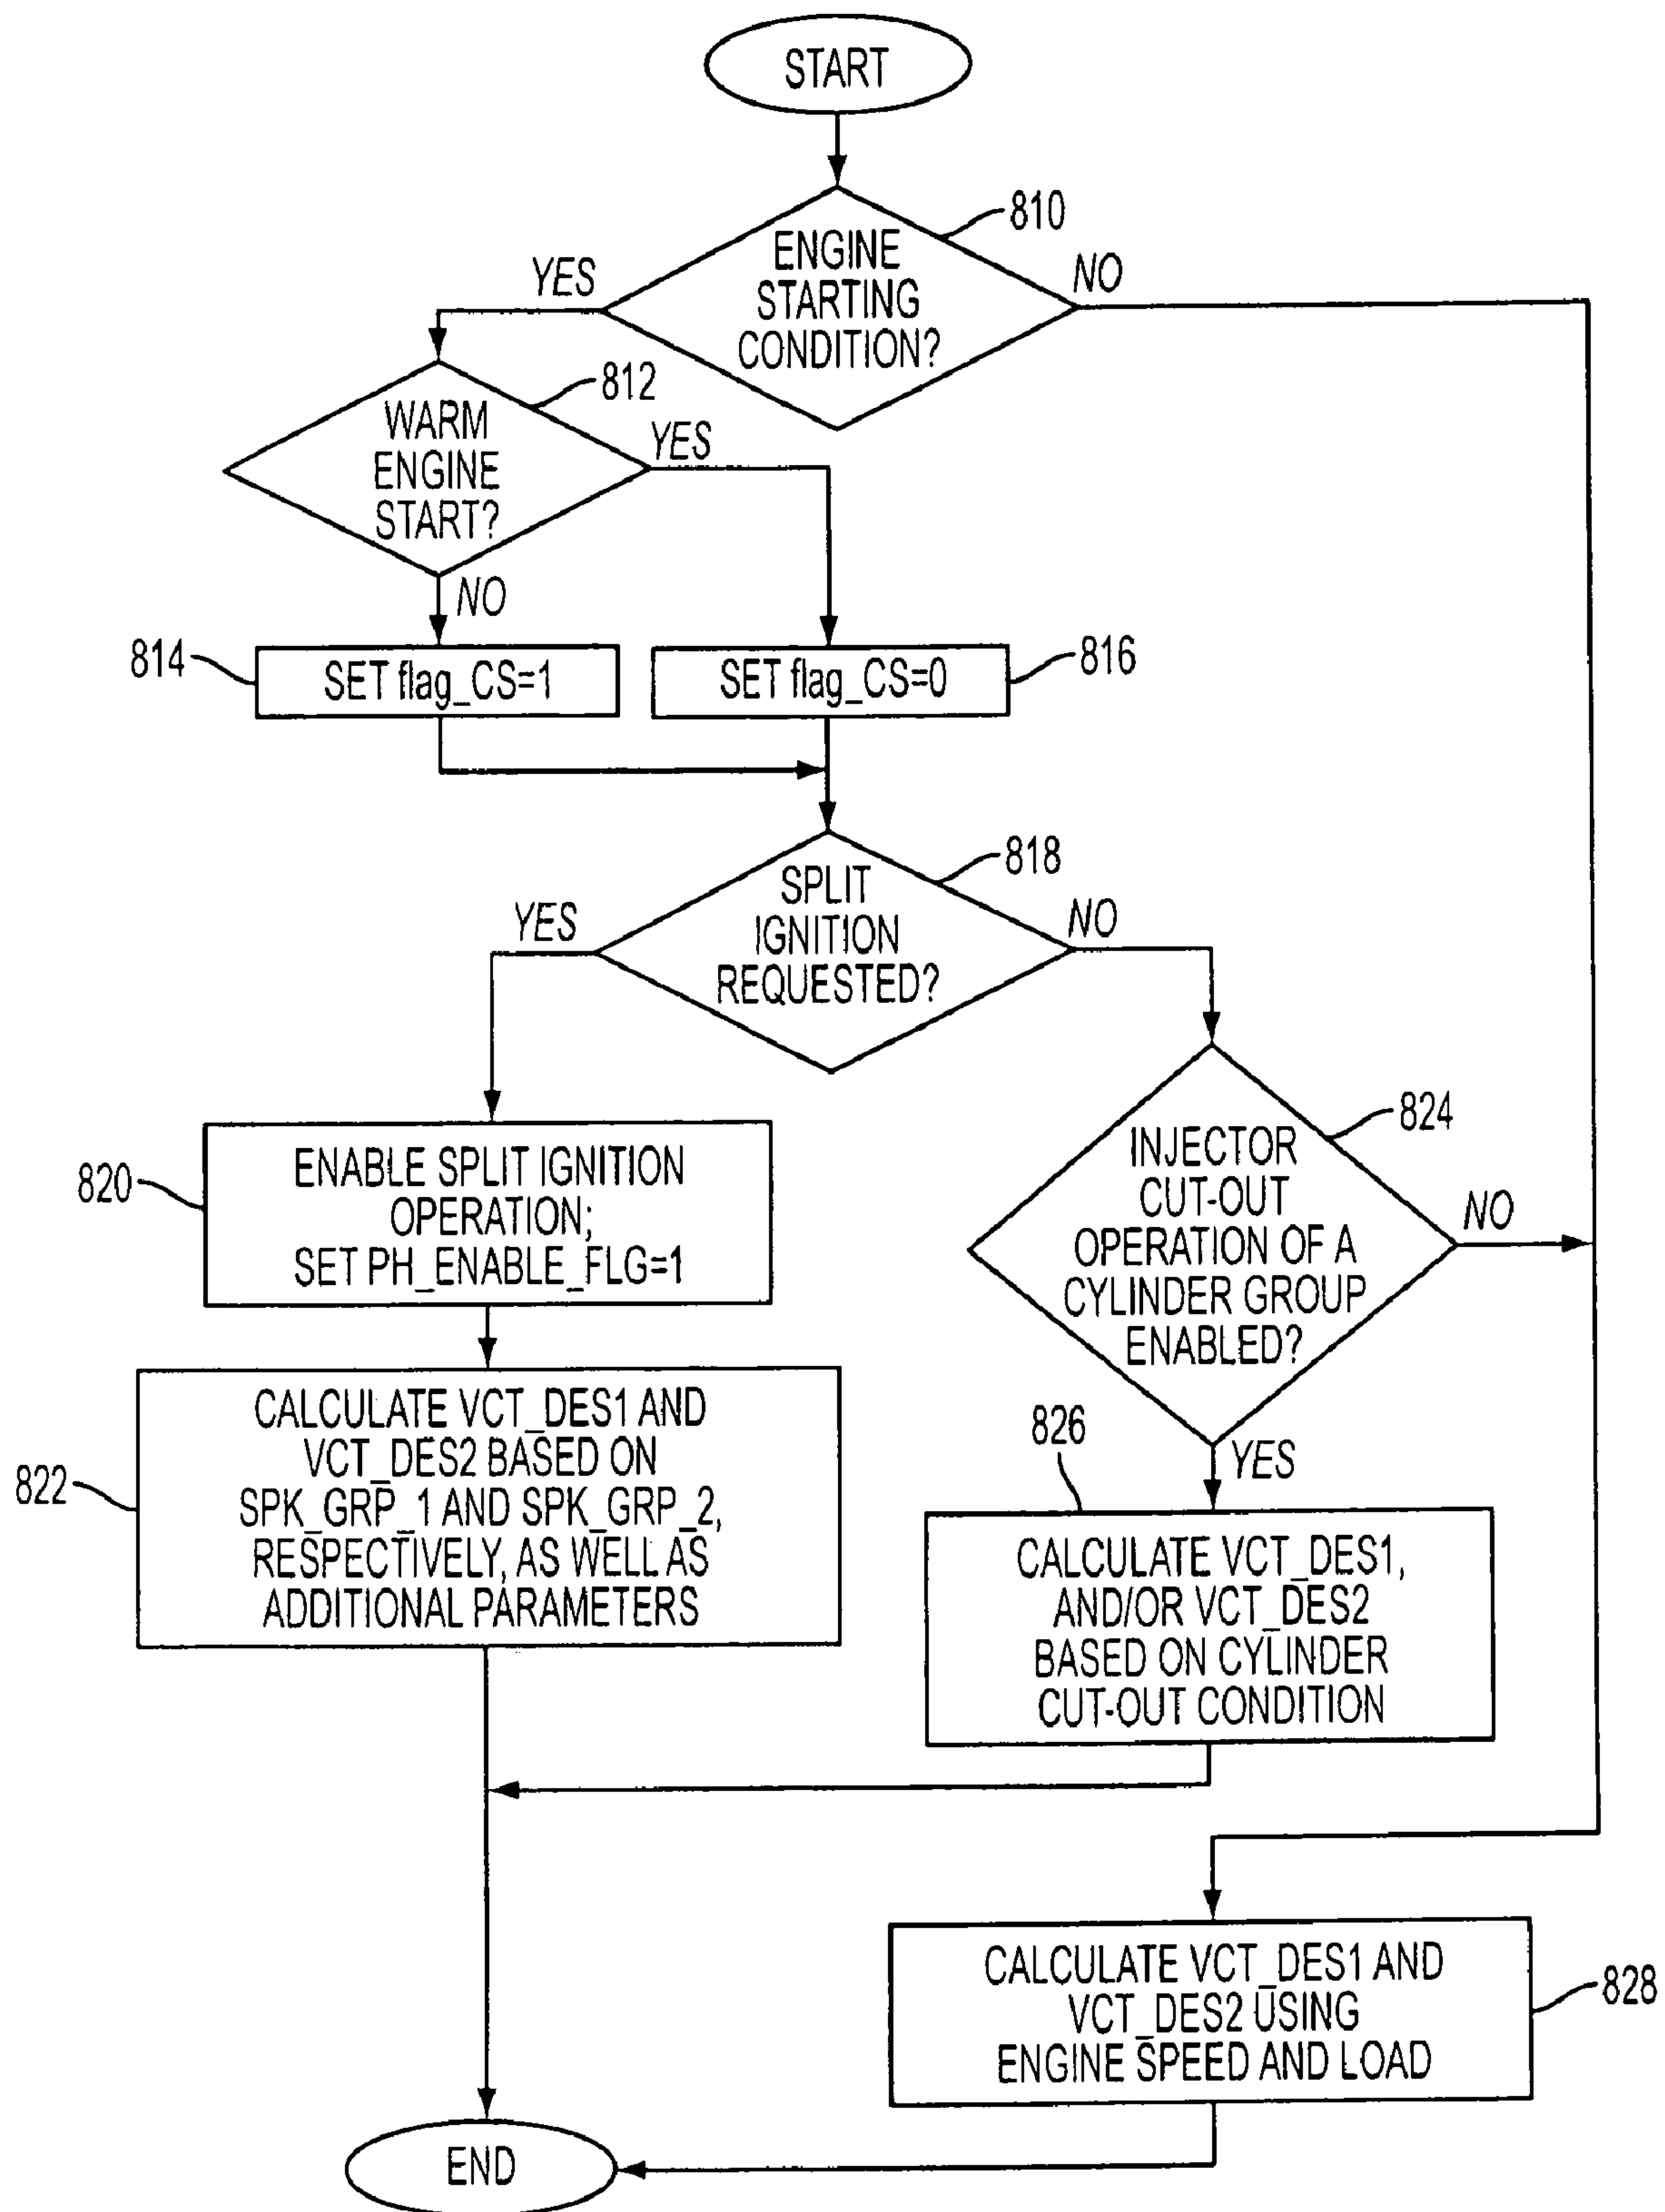 START
810
ENGINE
STARTING
CONDITION?
YES
NO
812
WARM
ENGINE
START?
YES
NO
814
SET flag_CS=1
SET flag_CS=0
816
818
SPLIT
IGNITION
REQUESTED?
YES
NO
820
ENABLE SPLIT IGNITION
OPERATION;
SET PH_ENABLE_FLG=1
824
INJECTOR
CUT-OUT
OPERATION OF A
CYLINDER GROUP
ENABLED?
NO
YES
822
CALCULATE VCT_DES1 AND
VCT_DES2 BASED ON
SPK_GRP_1 AND SPK_GRP_2,
RESPECTIVELY, AS WELL AS
ADDITIONAL PARAMETERS
826
CALCULATE VCT_DES1,
AND/OR VCT_DES2
BASED ON CYLINDER
CUT-OUT CONDITION
CALCULATE VCT_DES1 AND
VCT_DES2 USING
ENGINE SPEED AND LOAD
828
END